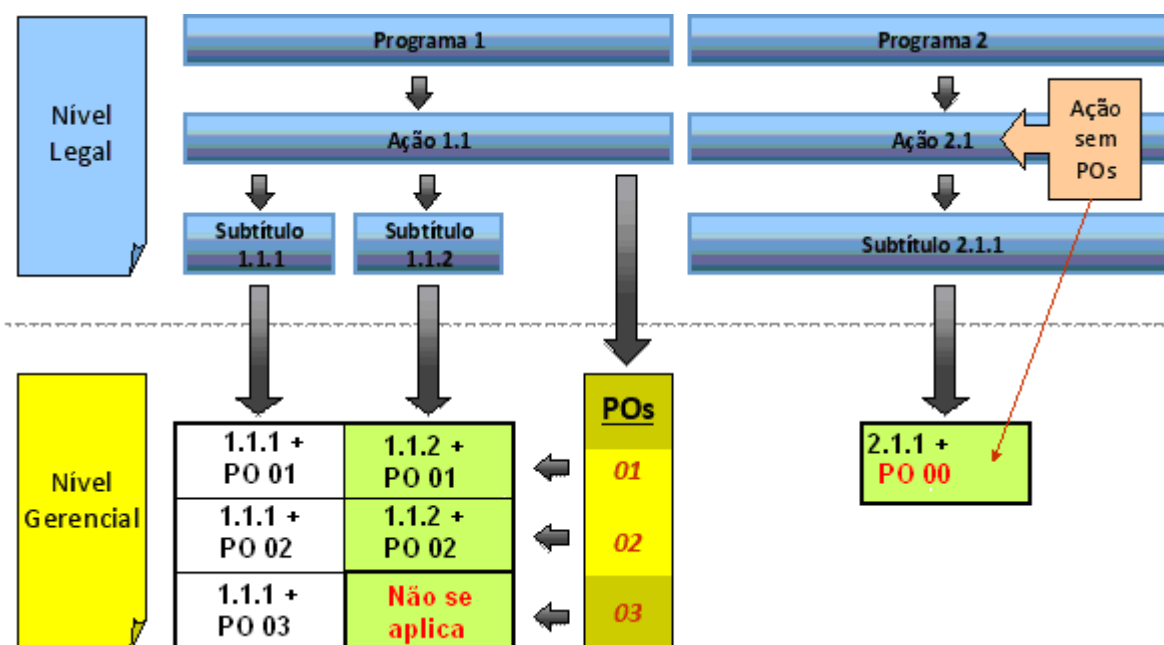 Programa 1
Programa 2
Nível
Legal
Ação 1.1
Ação 2.1
Ação
sem
POs
Subtítulo
1.1.1
Subtítulo
1.1.2
Subtítulo 2.1.1
Nível
Gerencial
POs
01
02
03
1.1.1 +
PO 01
1.1.2 +
PO 01
1.1.1 +
PO 02
1.1.2 +
PO 02
1.1.1 +
PO 03
Não se
aplica
2.1.1 +
PO 00